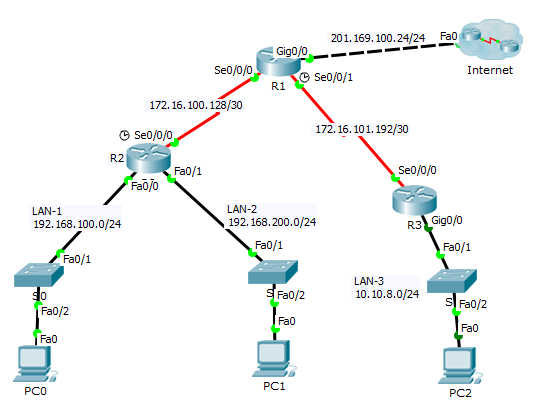 201.169.100.24/24
Fa0
Internet
Gig0/0
Se0/0/0
R1
Se0/0/1
172.16.100.128/30
172.16.101.192/30
Se0/0/0
R2
Fa0/0
Fa0/1
Se0/0/0
R3
Gig0/0
LAN-1
192.168.100.0/24
LAN-2
192.168.200.0/24
LAN-3
10.10.8.0/24
Fa0/1
Fa0/1
Fa0/1
S0
Fa0/2
S
Fa0/2
S
Fa0/2
Fa0
Fa0
Fa0
PC0
PC1
PC2